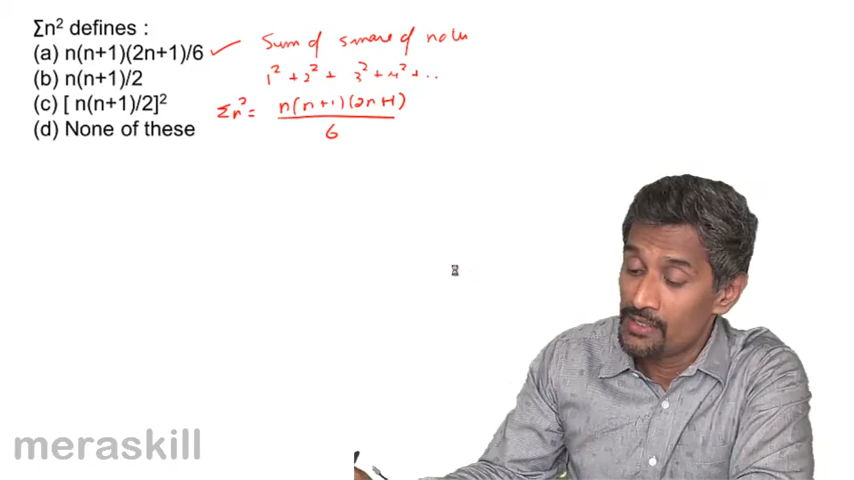 Σn² defines :
(a) n(n+1)(2n+1)/6 ✓ Sum of square of no
(b) n(n+1)/2 1² + 2² + 3² + 4² + ..
(c) [ n(n+1)/2]² Σn² = n(n+1)(2n+1)
6
(d) None of these
meraskill